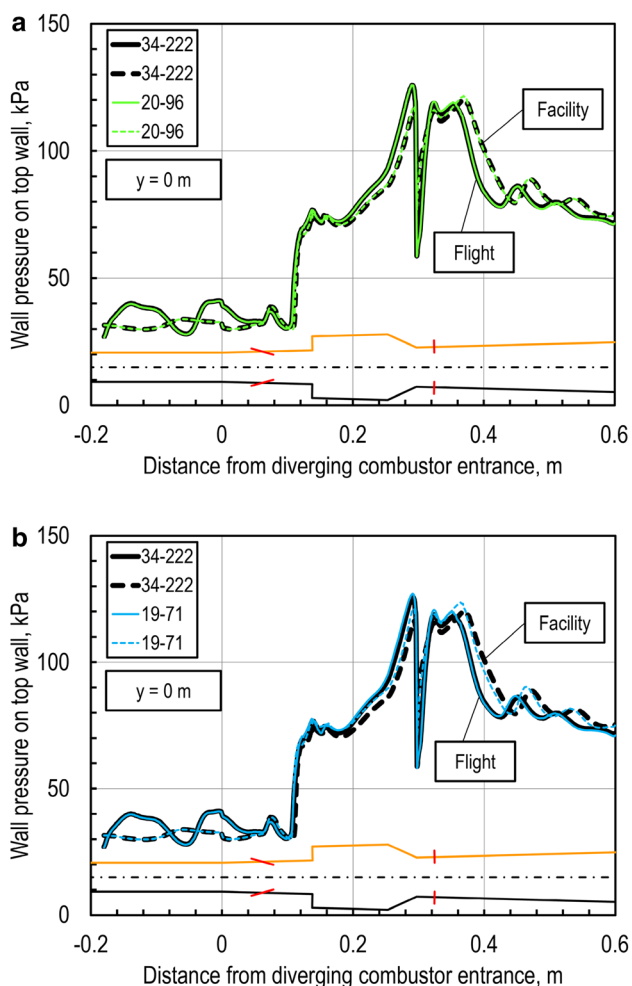 a
Wall pressure on top wall, kPa
150
100
50
0
34-222
34-222
20-96
20-96
y = 0 m
Facility
Flight
-0.2
0
0.2
0.4
0.6
Distance from diverging combustor entrance, m
b
Wall pressure on top wall, kPa
150
100
50
0
34-222
34-222
19-71
19-71
y = 0 m
Facility
Flight
-0.2
0
0.2
0.4
0.6
Distance from diverging combustor entrance, m